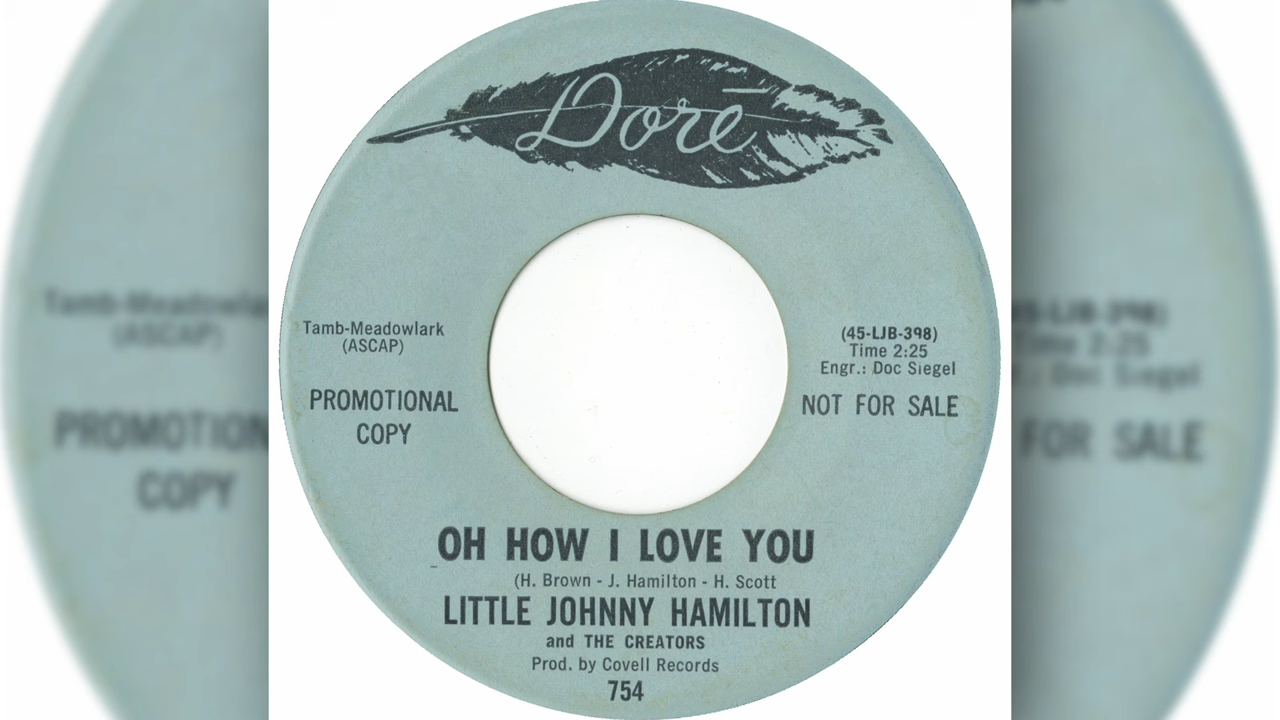 Doré
Tamb-Meadowlark
(ASCAP)
PROMOTIONAL
COPY
(45-LJB-398)
Time 2:25
Engr.: Doc Siegel
NOT FOR SALE
OH HOW I LOVE YOU
(H. Brown - J. Hamilton - H. Scott
LITTLE JOHNNY HAMILTON
and THE CREATORS
Prod. by Covell Records
754